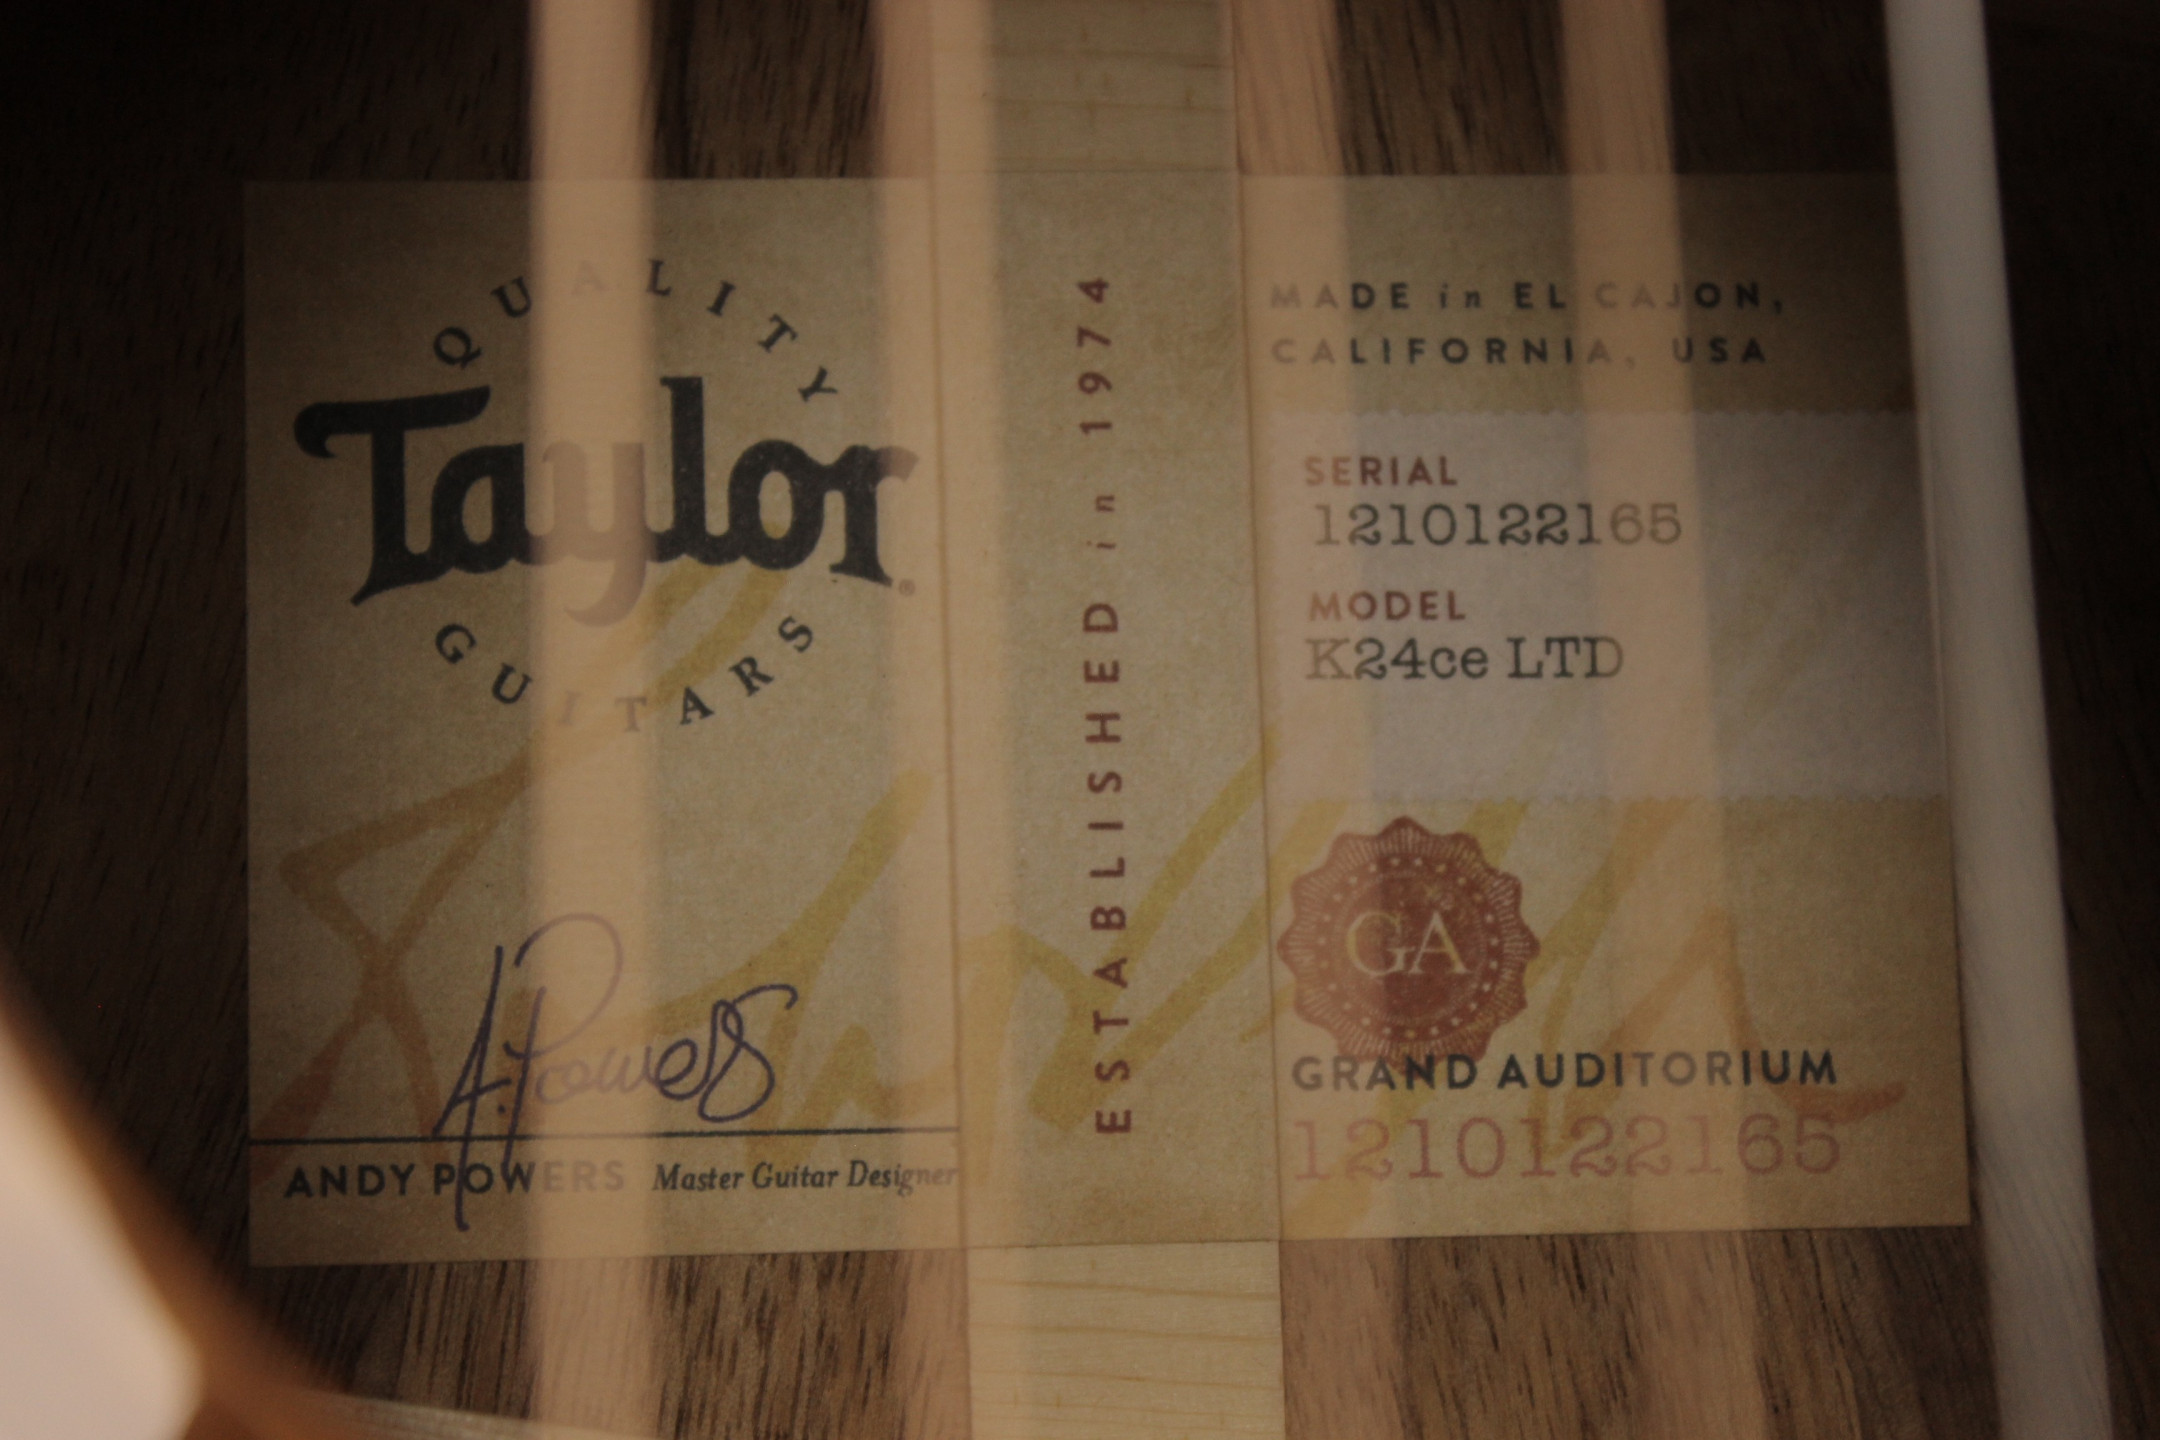 QUALITY
Taylor®
GUITARS
A. Powers
ANDY POWERS Master Guitar Designer
ESTABLISHED in 1974
MADE in EL CAJON,
CALIFORNIA, USA
SERIAL
1210122165
MODEL
K24ce LTD
GA
GRAND AUDITORIUM
1210122165